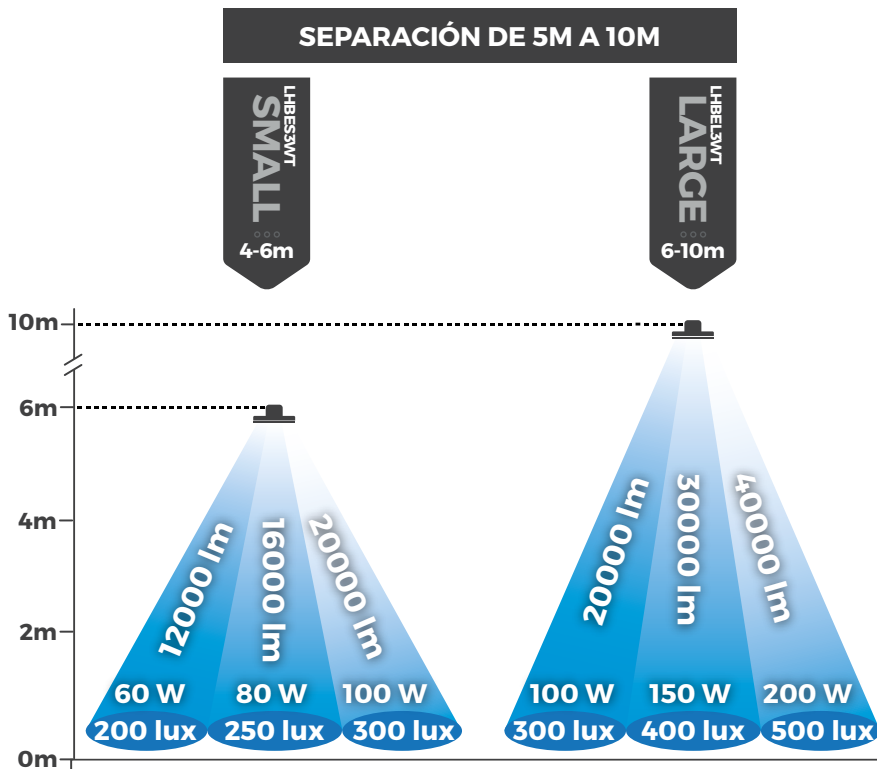 SEPARACIÓN DE 5M A 10M
LHBES3WT
SMALL
4-6m
LHBEL3WT
LARGE
6-10m
10m
6m
4m
2m
0m
12000 lm
16000 lm
20000 lm
60 W
80 W
100 W
200 lux
250 lux
300 lux
20000 lm
30000 lm
40000 lm
100 W
150 W
200 W
300 lux
400 lux
500 lux